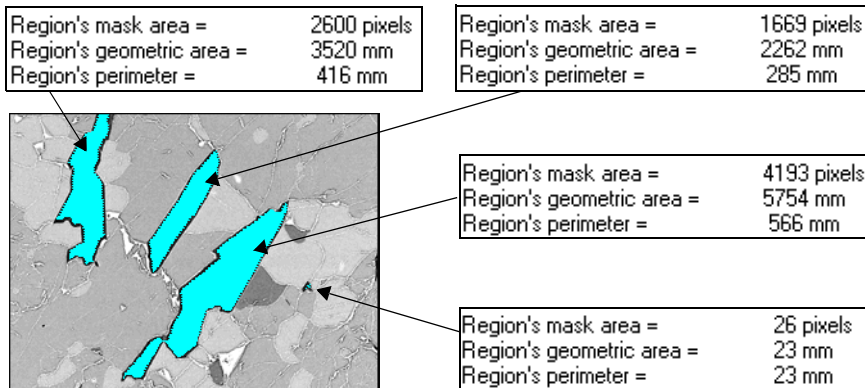 Region's mask area = 2600 pixels
Region's geometric area = 3520 mm
Region's perimeter = 416 mm
Region's mask area = 1669 pixels
Region's geometric area = 2262 mm
Region's perimeter = 285 mm
Region's mask area = 4193 pixels
Region's geometric area = 5754 mm
Region's perimeter = 566 mm
Region's mask area = 26 pixels
Region's geometric area = 23 mm
Region's perimeter = 23 mm